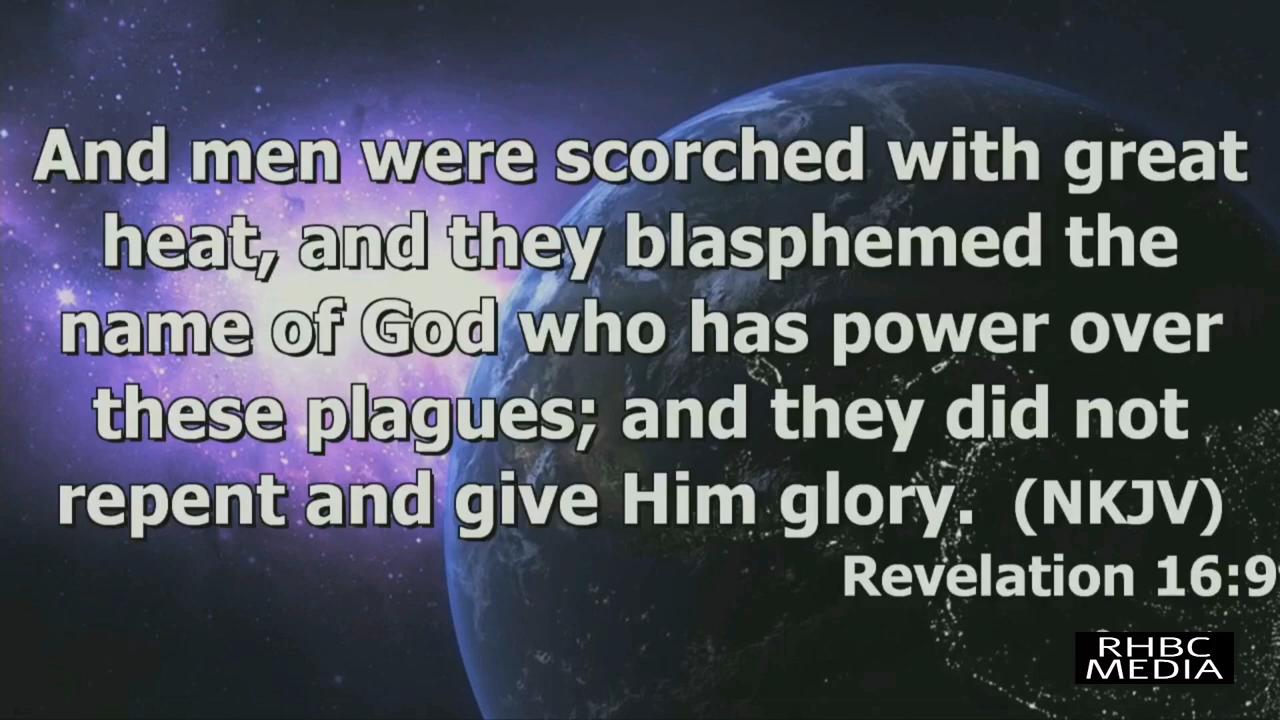 And men were scorched with great
heat, and they blasphemed the
name of God who has power over
these plagues; and they did not
repent and give Him glory. (NKJV)
Revelation 16:9
RHBC
MEDIA